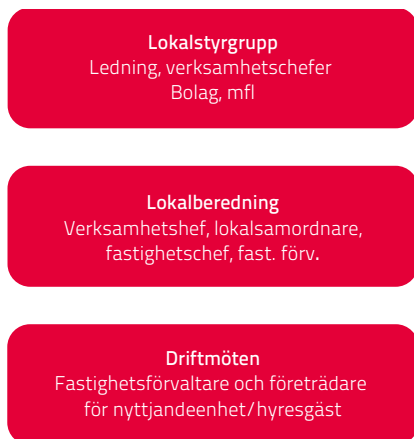 Lokalstyrgrupp
Ledning, verksamhetschefer
Bolag, mfl
Lokalberedning
Verksamhetshef, lokalsamordnare,
fastighetschef, fast. förv.
Driftmöten
Fastighetsförvaltare och företrädare
för nyttjandeenhet/hyresgäst